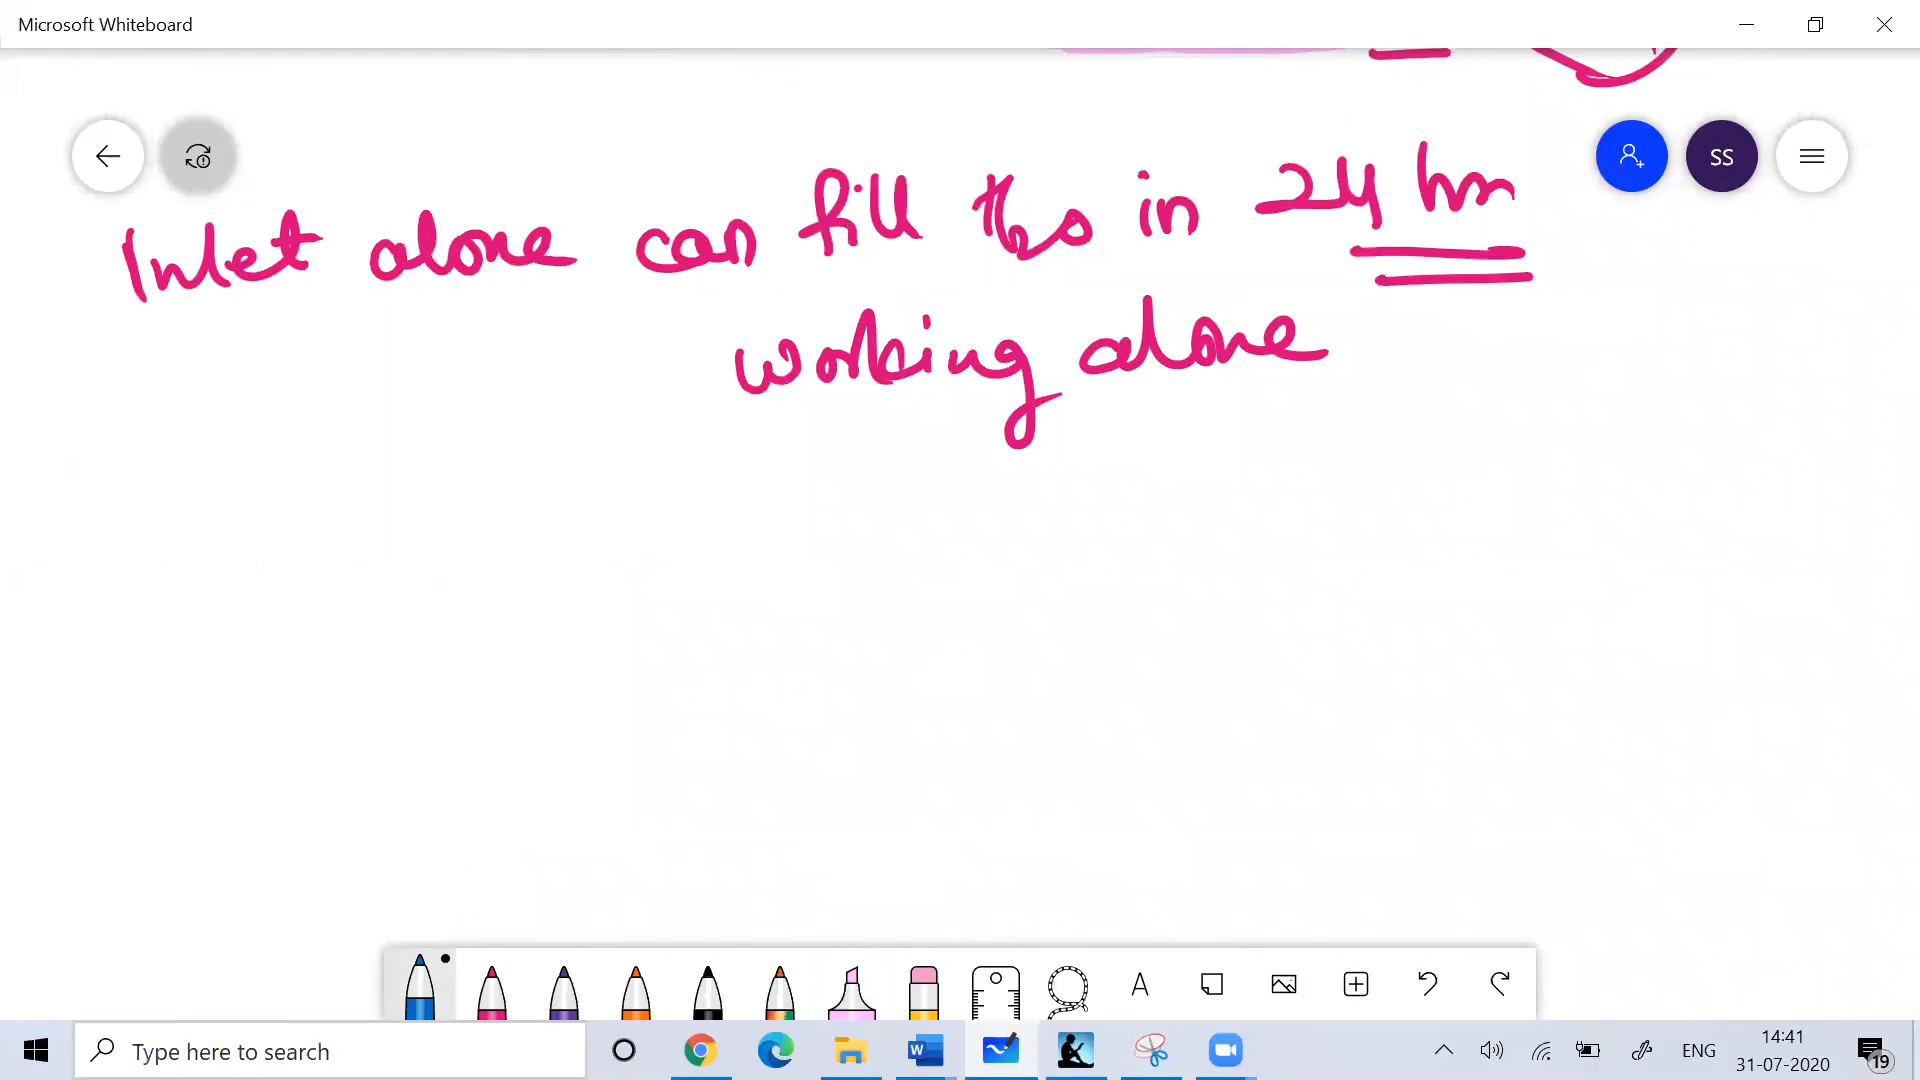 Microsoft Whiteboard
SS
Inlet alone can fill this in 24 hrs
working alone
A
Type here to search
W
ENG
14:41
31-07-2020
19